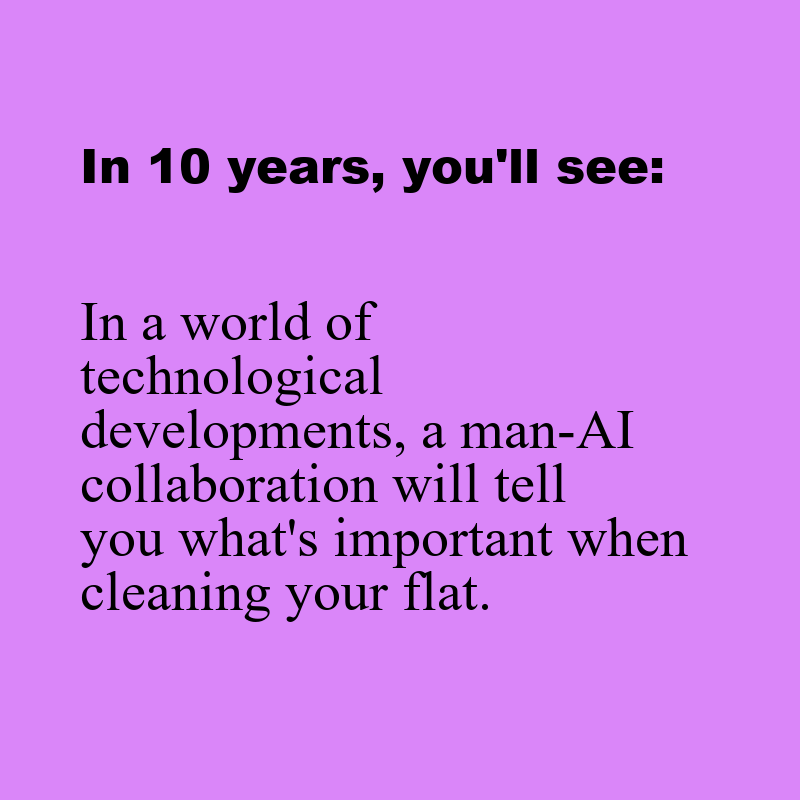 In 10 years, you'll see:
In a world of
technological
developments, a man-AI
collaboration will tell
you what's important when
cleaning your flat.